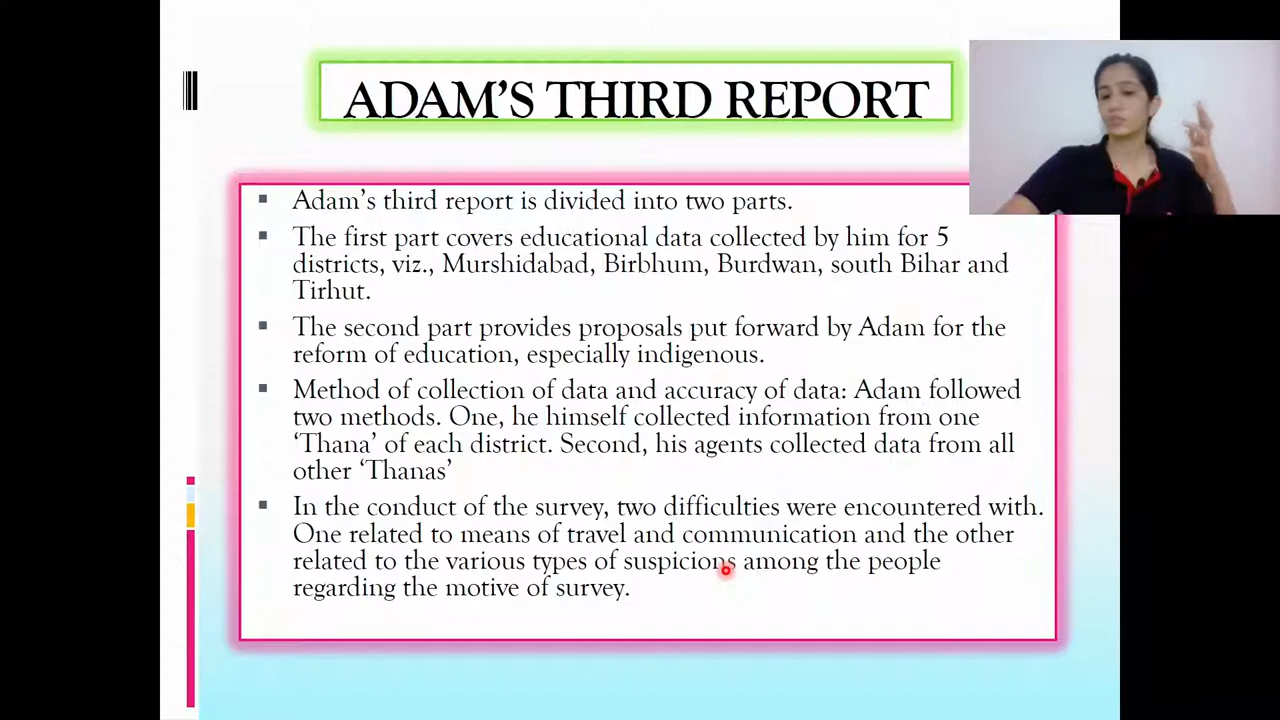 ADAM'S THIRD REPORT
Adam's third report is divided into two parts.
The first part covers educational data collected by him for 5
districts, viz., Murshidabad, Birbhum, Burdwan, south Bihar and
Tirhut.
The second part provides proposals put forward by Adam for the
reform of education, especially indigenous.
Method of collection of data and accuracy of data: Adam followed
two methods. One, he himself collected information from one
‘Thana’ of each district. Second, his agents collected data from all
other ‘Thanas’
In the conduct of the survey, two difficulties were encountered with.
One related to means of travel and communication and the other
related to the various types of suspicions among the people
regarding the motive of survey.